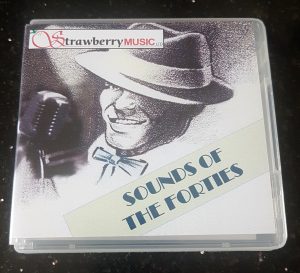 StrawberryMUSIC
SOUNDS OF
THE FORTIES